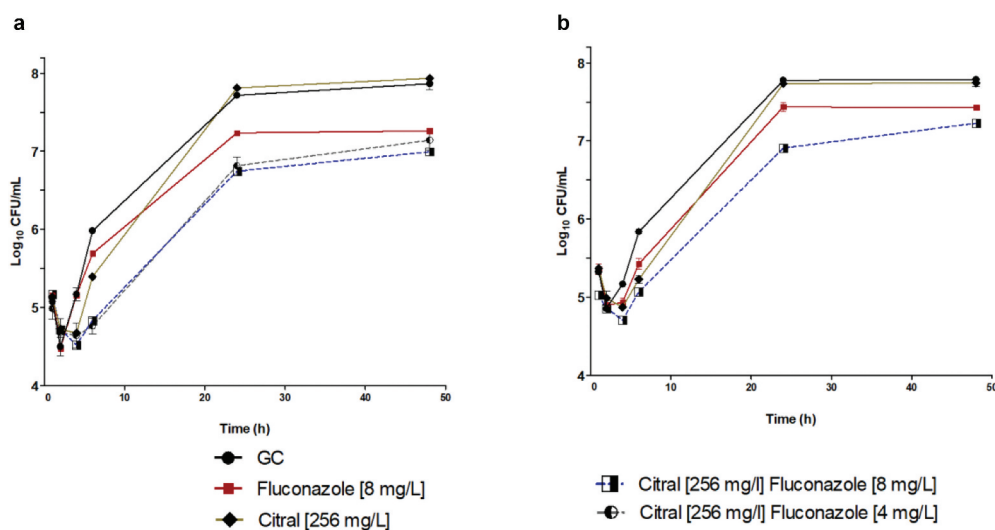 a
b
Log10 CFU/mL
8
7
6
5
4
0 10 20 30 40 50
Time (h)
Log10 CFU/mL
8
7
6
5
4
0 10 20 30 40 50
Time (h)
GC
Fluconazole [8 mg/L]
Citral [256 mg/L]
Citral [256 mg/l] Fluconazole [8 mg/L]
Citral [256 mg/l] Fluconazole [4 mg/L]